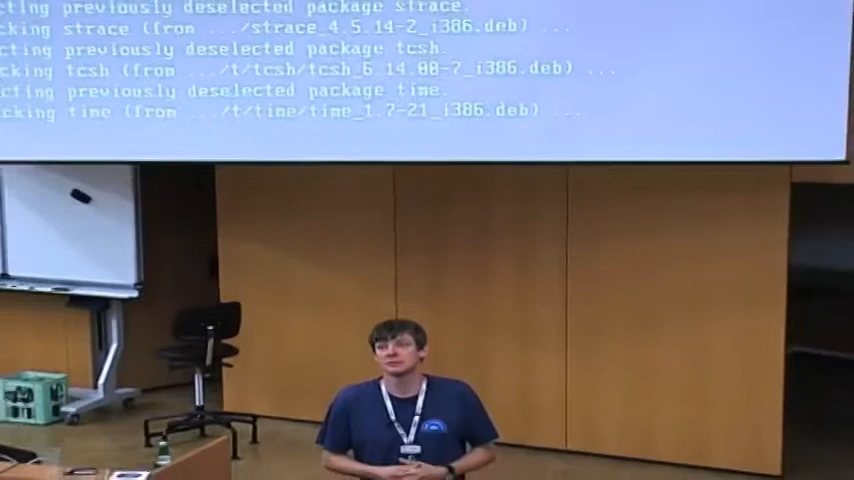 cting previously deselected package strace.
cking strace (from .../strace_4.5.14-2_i386.deb) ...
cting previously deselected package tcsh.
cking tcsh (from .../t/tcsh/tcsh_6.14.00-7_i386.deb) ...
cting previously deselected package time.
cking time (from .../t/time/time_1.7-21_i386.deb) ...